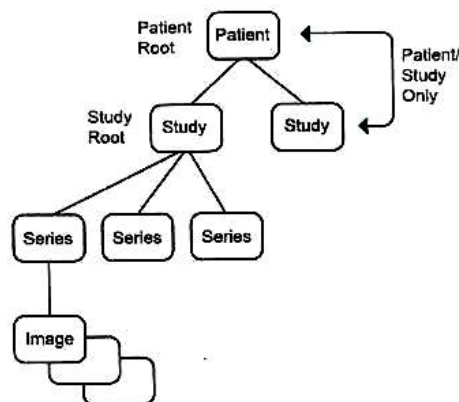 Patient
Root
Patient
Patient/
Study
Only
Study
Root
Study
Study
Series
Series
Series
Image